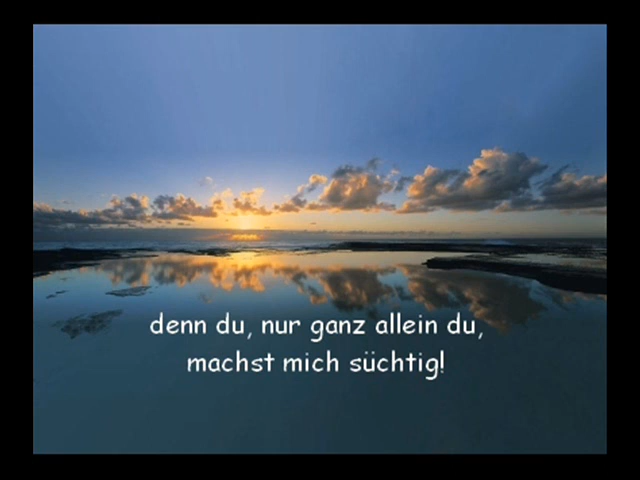 denn du, nur ganz allein du,
machst mich süchtig!